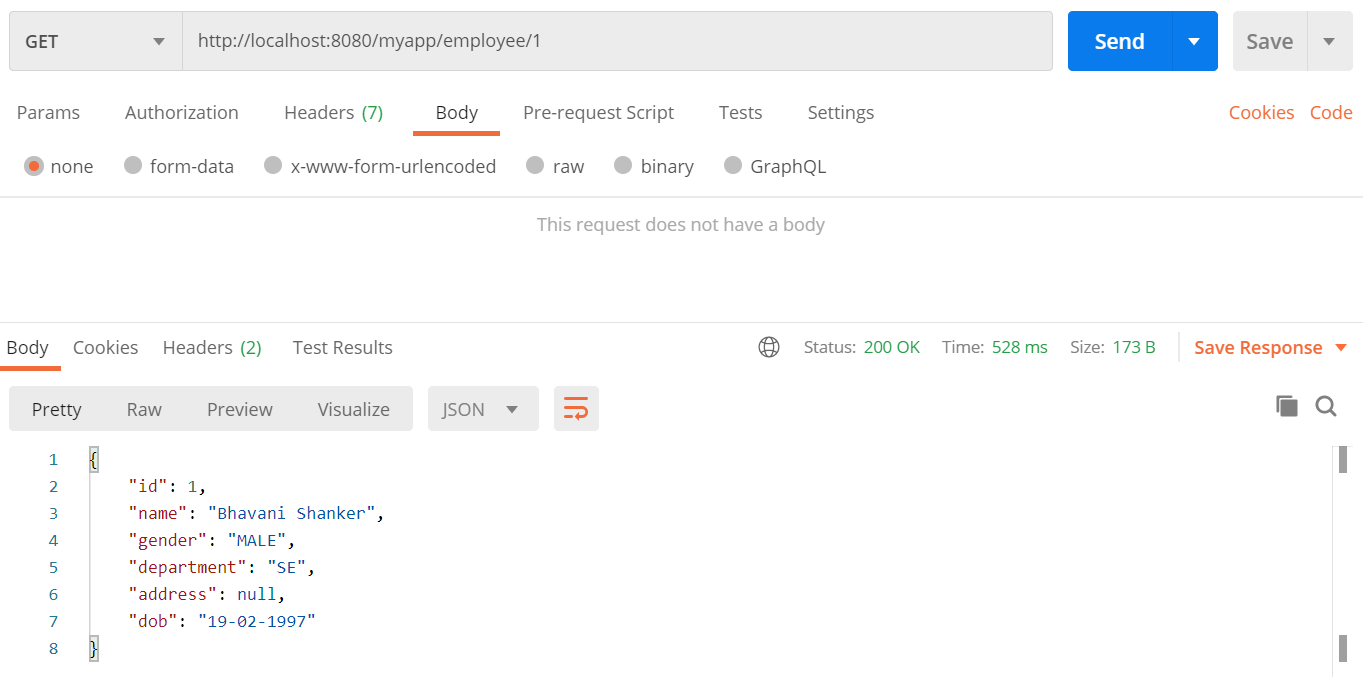 GET http://localhost:8080/myapp/employee/1 Send Save
Params Authorization Headers (7) Body Pre-request Script Tests Settings Cookies Code
none form-data x-www-form-urlencoded raw binary GraphQL
This request does not have a body
Body Cookies Headers (2) Test Results Status: 200 OK Time: 528 ms Size: 173 B Save Response
Pretty Raw Preview Visualize JSON
1 {
2 "id": 1,
3 "name": "Bhavani Shanker",
4 "gender": "MALE",
5 "department": "SE",
6 "address": null,
7 "dob": "19-02-1997"
8 }